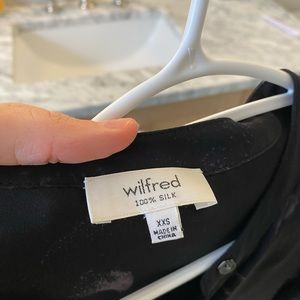 wilfred
100% SILK
XXS
MADE IN
CHINA